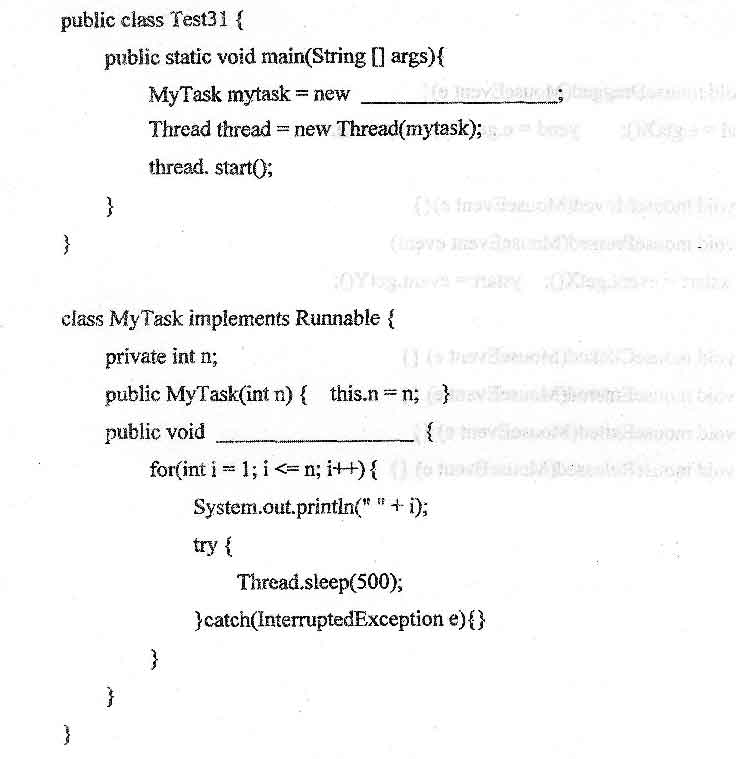 public class Test31 {
public static void main(String [] args){
MyTask mytask = new ____________________;
Thread thread = new Thread(mytask);
thread. start();
}
}
class MyTask implements Runnable {
private int n;
public MyTask(int n) { this.n = n; }
public void ____________________ {
for(int i = 1; i <= n; i++) {
System.out.println(" " + i);
try {
Thread.sleep(500);
}catch(InterruptedException e){}
}
}
}